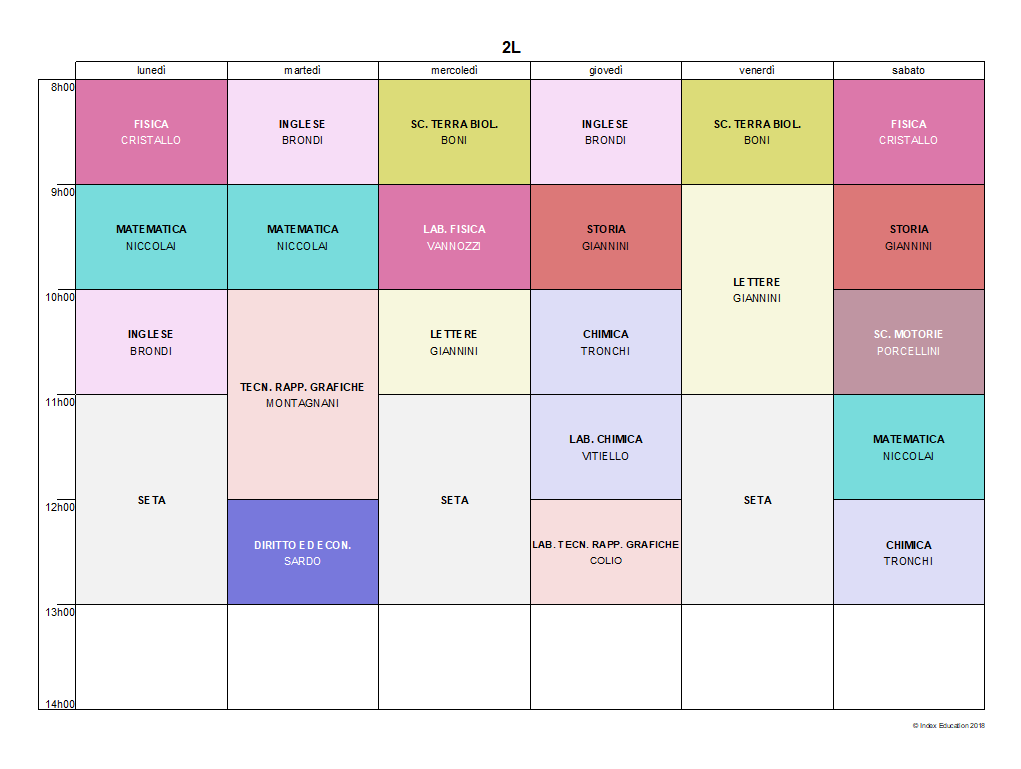 2L
lunedì martedì mercoledì giovedì venerdì sabato
8h00
FISICA INGLESE SC. TERRA BIOL. INGLESE SC. TERRA BIOL. FISICA
CRISTALLO BRONDI BONI BRONDI BONI CRISTALLO
9h00
MATEMATICA MATEMATICA LAB. FISICA STORIA STORIA
NICCOLAI NICCOLAI VANNOZZI GIANNINI GIANNINI
LETTERE
10h00 GIANNINI
INGLESE LETTERE CHIMICA SC. MOTORIE
BRONDI GIANNINI TRONCHI PORCELLINI
TECN. RAPP. GRAFICHE
11h00 MONTAGNANI
LAB. CHIMICA MATEMATICA
VITIELLO NICCOLAI
SETA SETA SETA
12h00
DIRITTO ED ECON. LAB. TECN. RAPP. GRAFICHE CHIMICA
SARDO COLIO TRONCHI
13h00
14h00
© Index Education 2018